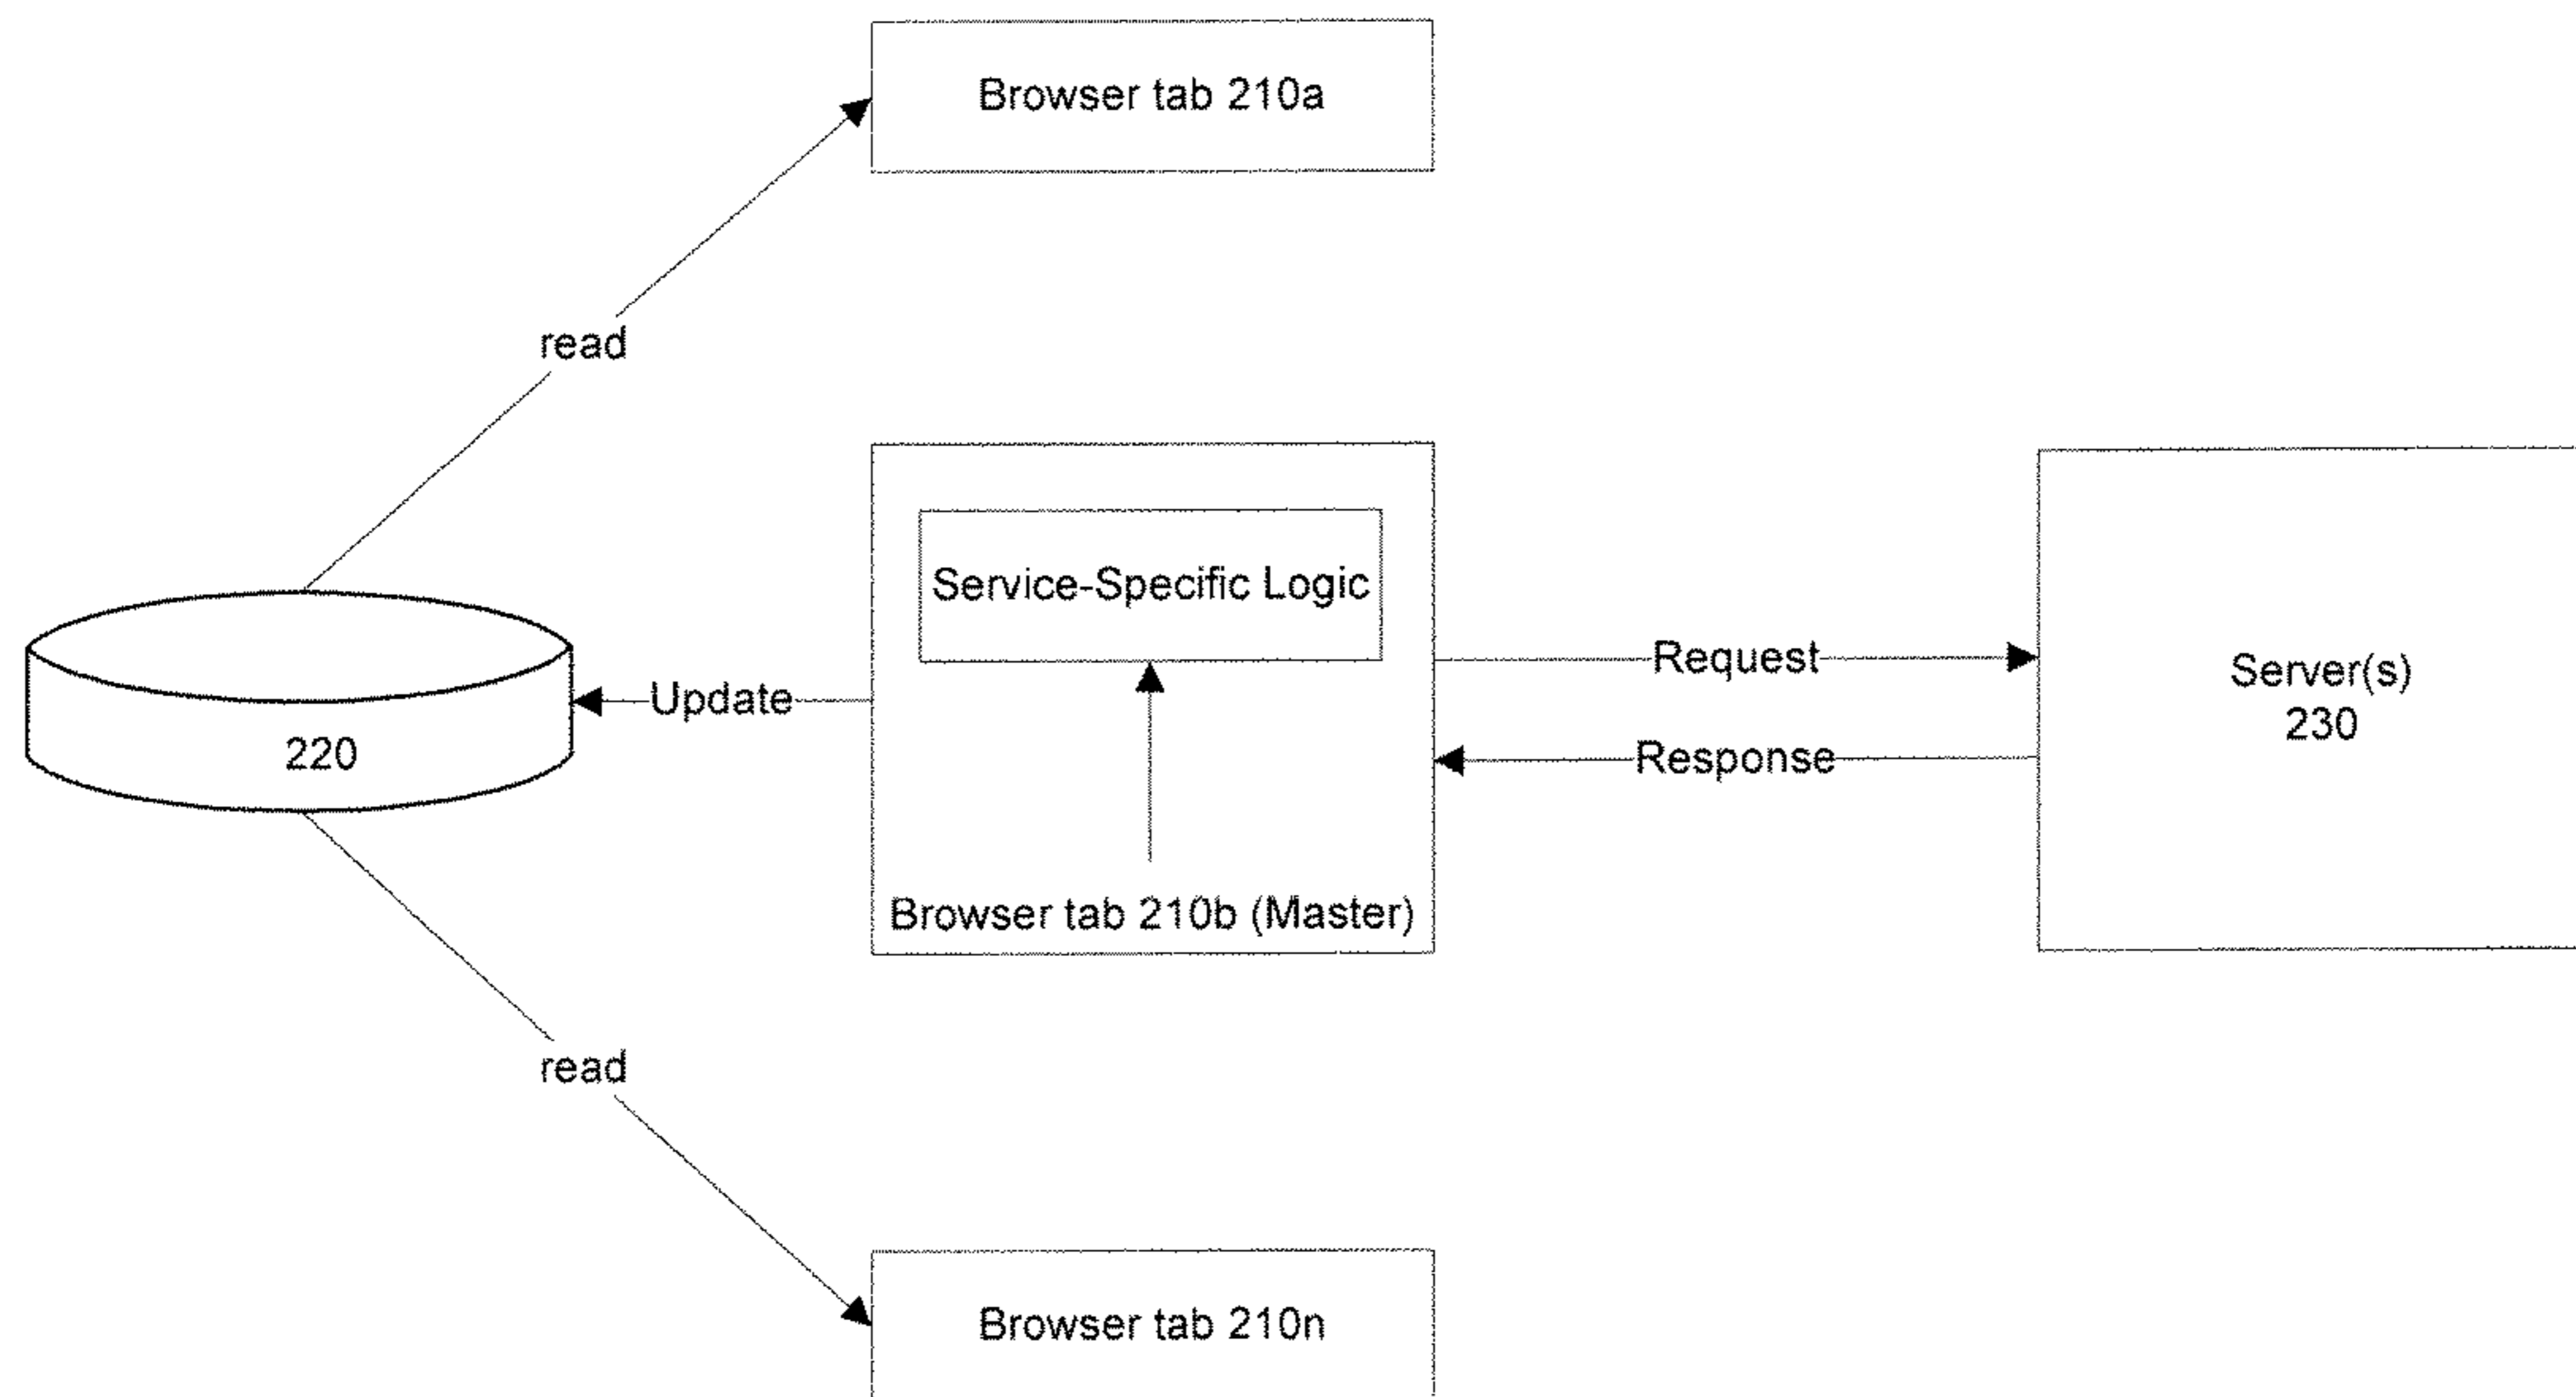 Browser tab 210a
read
Service-Specific Logic
Request
Update
Server(s)
230
220
Response
Browser tab 210b (Master)
read
Browser tab 210n